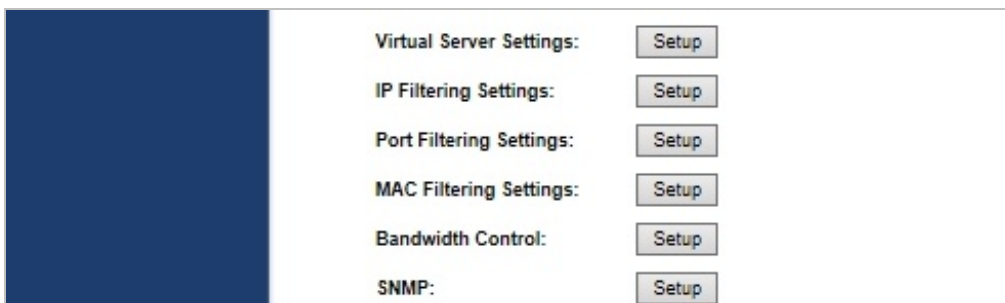 Virtual Server Settings: Setup
IP Filtering Settings: Setup
Port Filtering Settings: Setup
MAC Filtering Settings: Setup
Bandwidth Control: Setup
SNMP: Setup